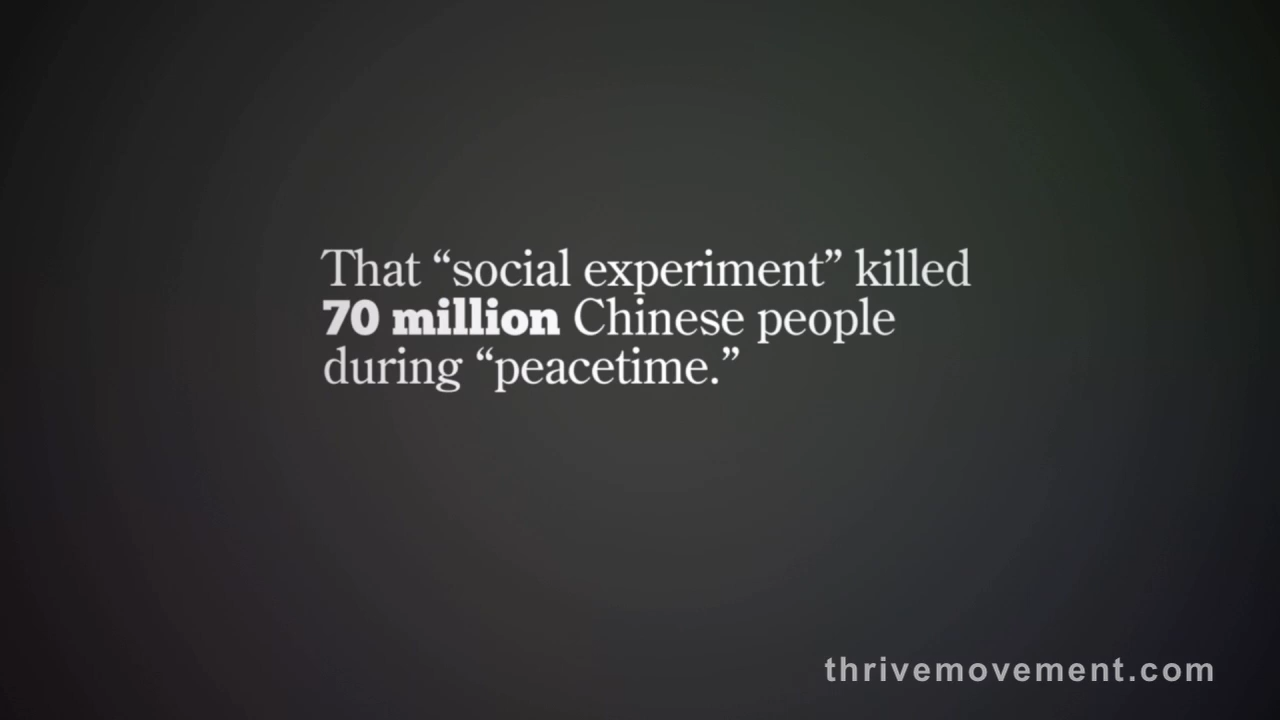 That “social experiment” killed
70 million Chinese people
during “peacetime.”
thrivemovement.com